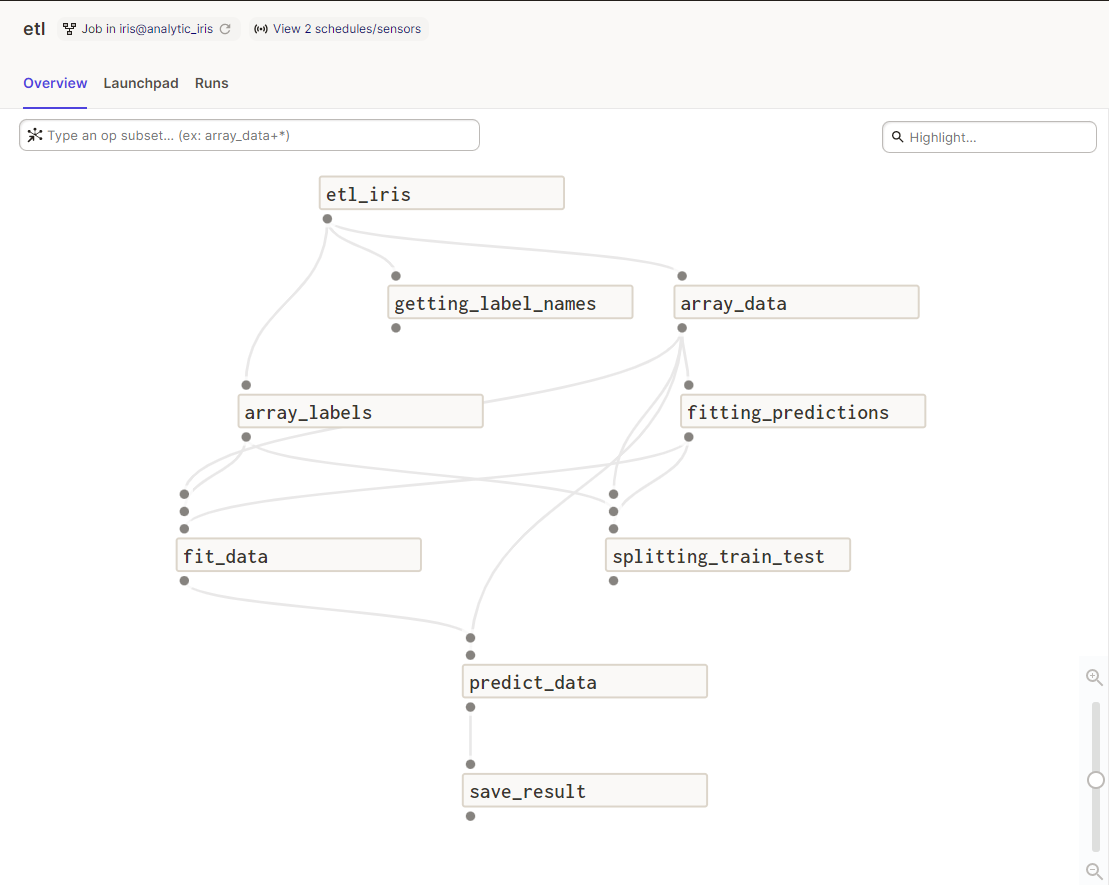 etl Job in iris@analytic_iris View 2 schedules/sensors
Overview Launchpad Runs
Type an op subset... (ex: array_data+*) Highlight...
etl_iris
getting_label_names array_data
array_labels fitting_predictions
fit_data splitting_train_test
predict_data
save_result